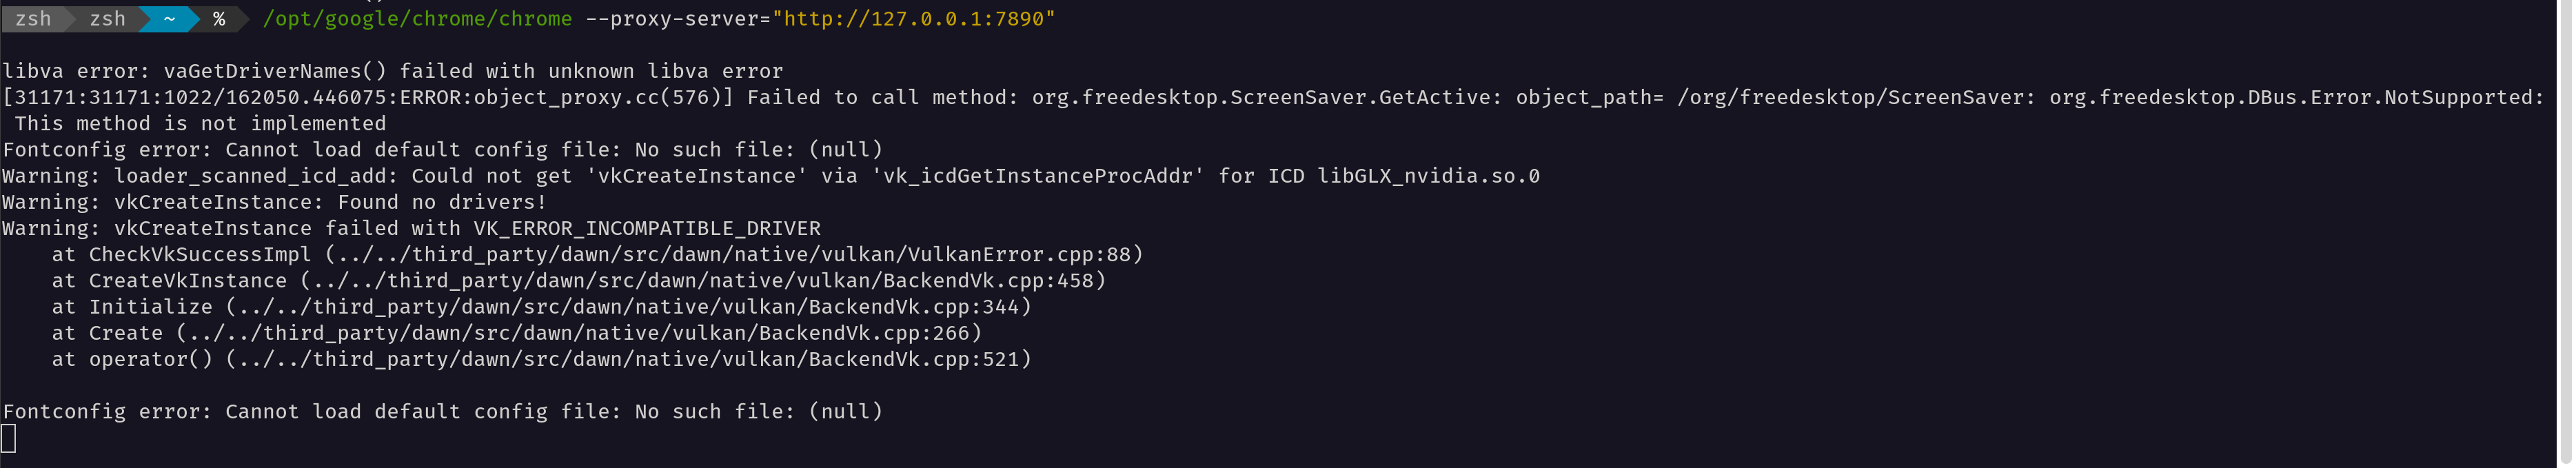 zsh zsh ~ % /opt/google/chrome/chrome --proxy-server="http://127.0.0.1:7890"
libva error: vaGetDriverNames() failed with unknown libva error
[31171:31171:1022/162050.446075:ERROR:object_proxy.cc(576)] Failed to call method: org.freedesktop.ScreenSaver.GetActive: object_path= /org/freedesktop/ScreenSaver: org.freedesktop.DBus.Error.NotSupported:
 This method is not implemented
Fontconfig error: Cannot load default config file: No such file: (null)
Warning: loader_scanned_icd_add: Could not get 'vkCreateInstance' via 'vk_icdGetInstanceProcAddr' for ICD libGLX_nvidia.so.0
Warning: vkCreateInstance: Found no drivers!
Warning: vkCreateInstance failed with VK_ERROR_INCOMPATIBLE_DRIVER
    at CheckVkSuccessImpl (../../third_party/dawn/src/dawn/native/vulkan/VulkanError.cpp:88)
    at CreateVkInstance (../../third_party/dawn/src/dawn/native/vulkan/BackendVk.cpp:458)
    at Initialize (../../third_party/dawn/src/dawn/native/vulkan/BackendVk.cpp:344)
    at Create (../../third_party/dawn/src/dawn/native/vulkan/BackendVk.cpp:266)
    at operator() (../../third_party/dawn/src/dawn/native/vulkan/BackendVk.cpp:521)
Fontconfig error: Cannot load default config file: No such file: (null)